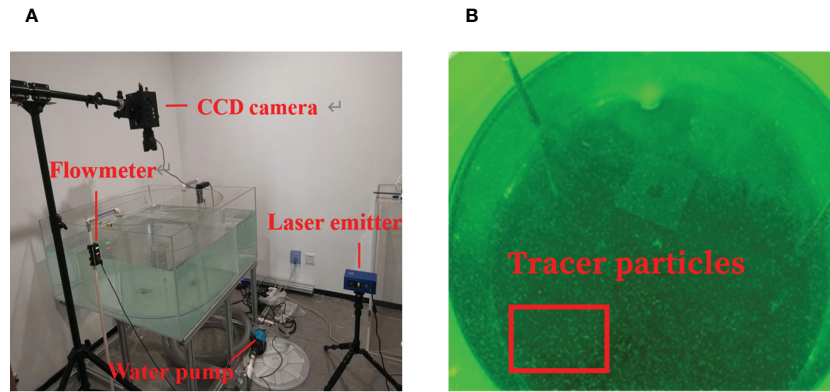 A
B
CCD camera
Flowmeter
Laser emitter
Water pump
Tracer particles